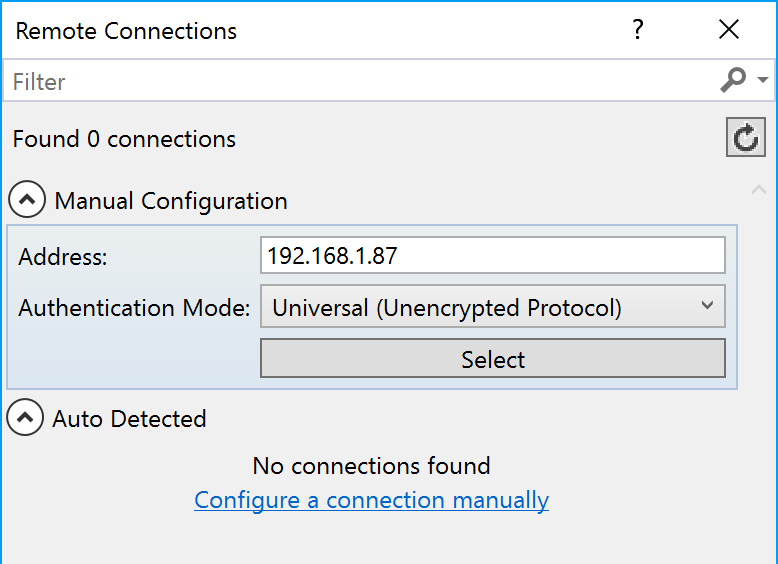 Remote Connections ?
Filter
Found 0 connections
Manual Configuration
Address: 192.168.1.87
Authentication Mode: Universal (Unencrypted Protocol)
Select
Auto Detected
No connections found
Configure a connection manually